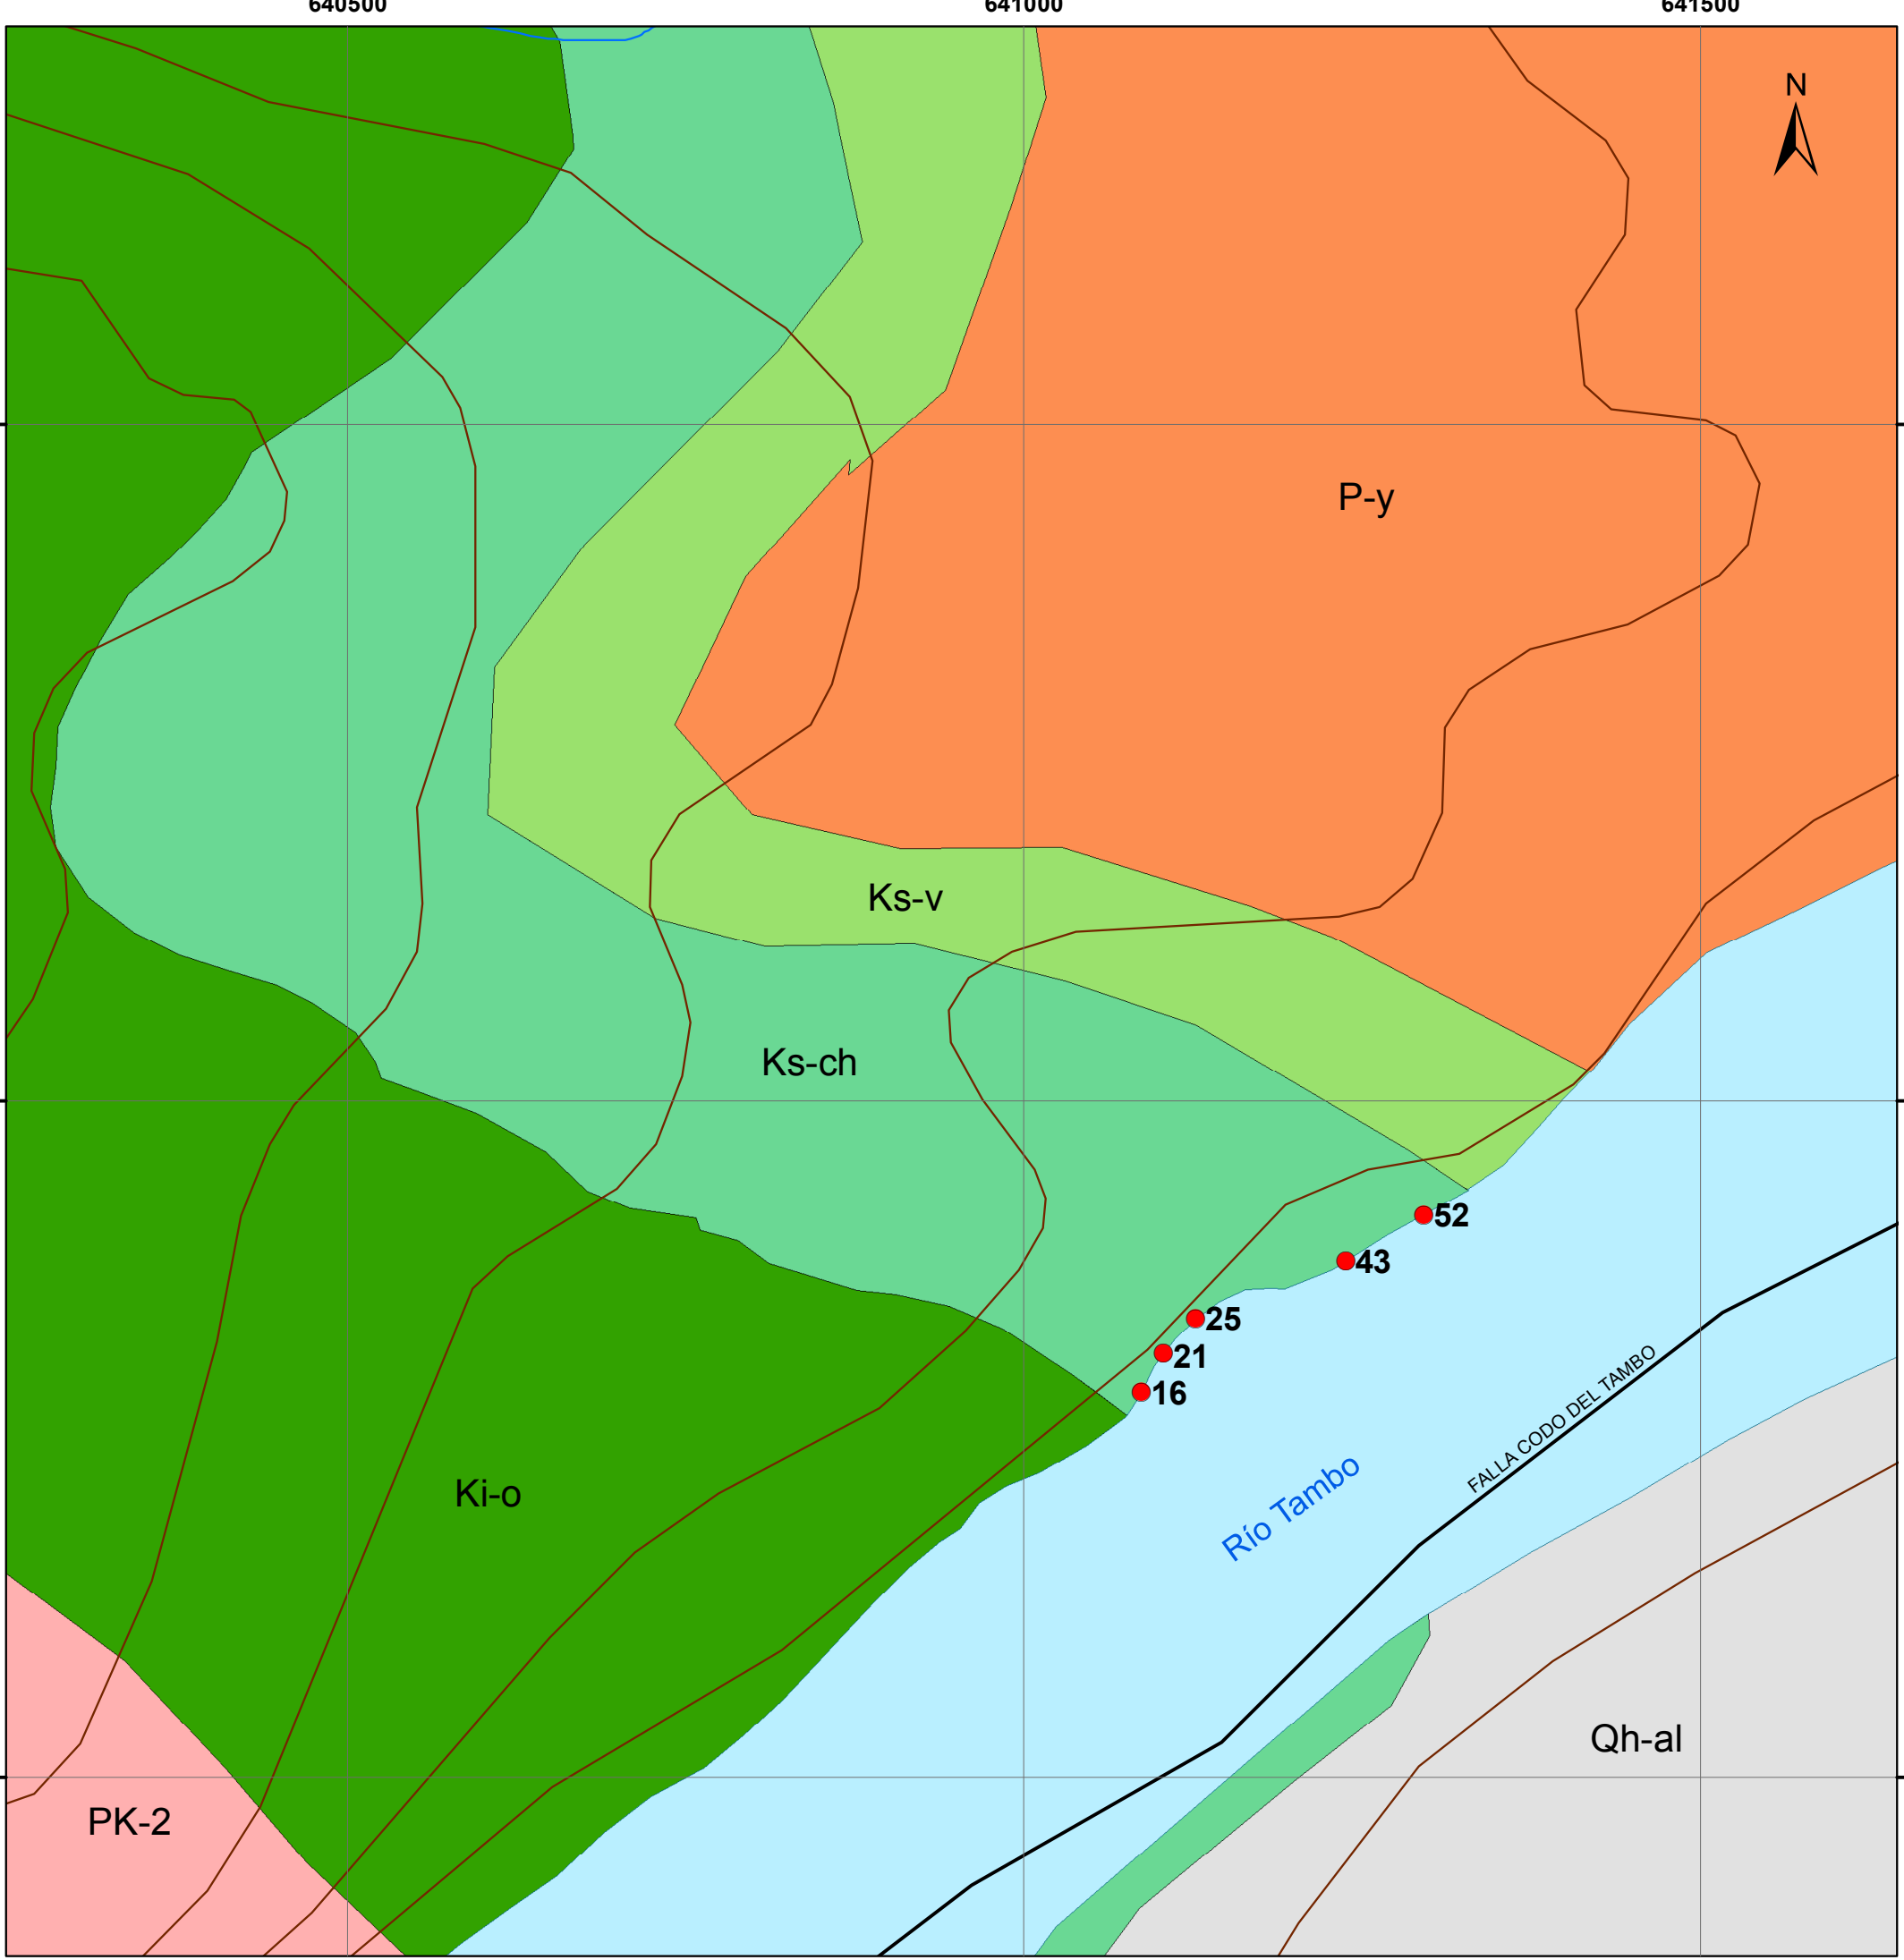 640500
641000
641500
N
P-y
Ks-v
Ks-ch
52
43
25
21
16
FALLA CODO DEL TAMBO
Río Tambo
Ki-o
Qh-al
PK-2